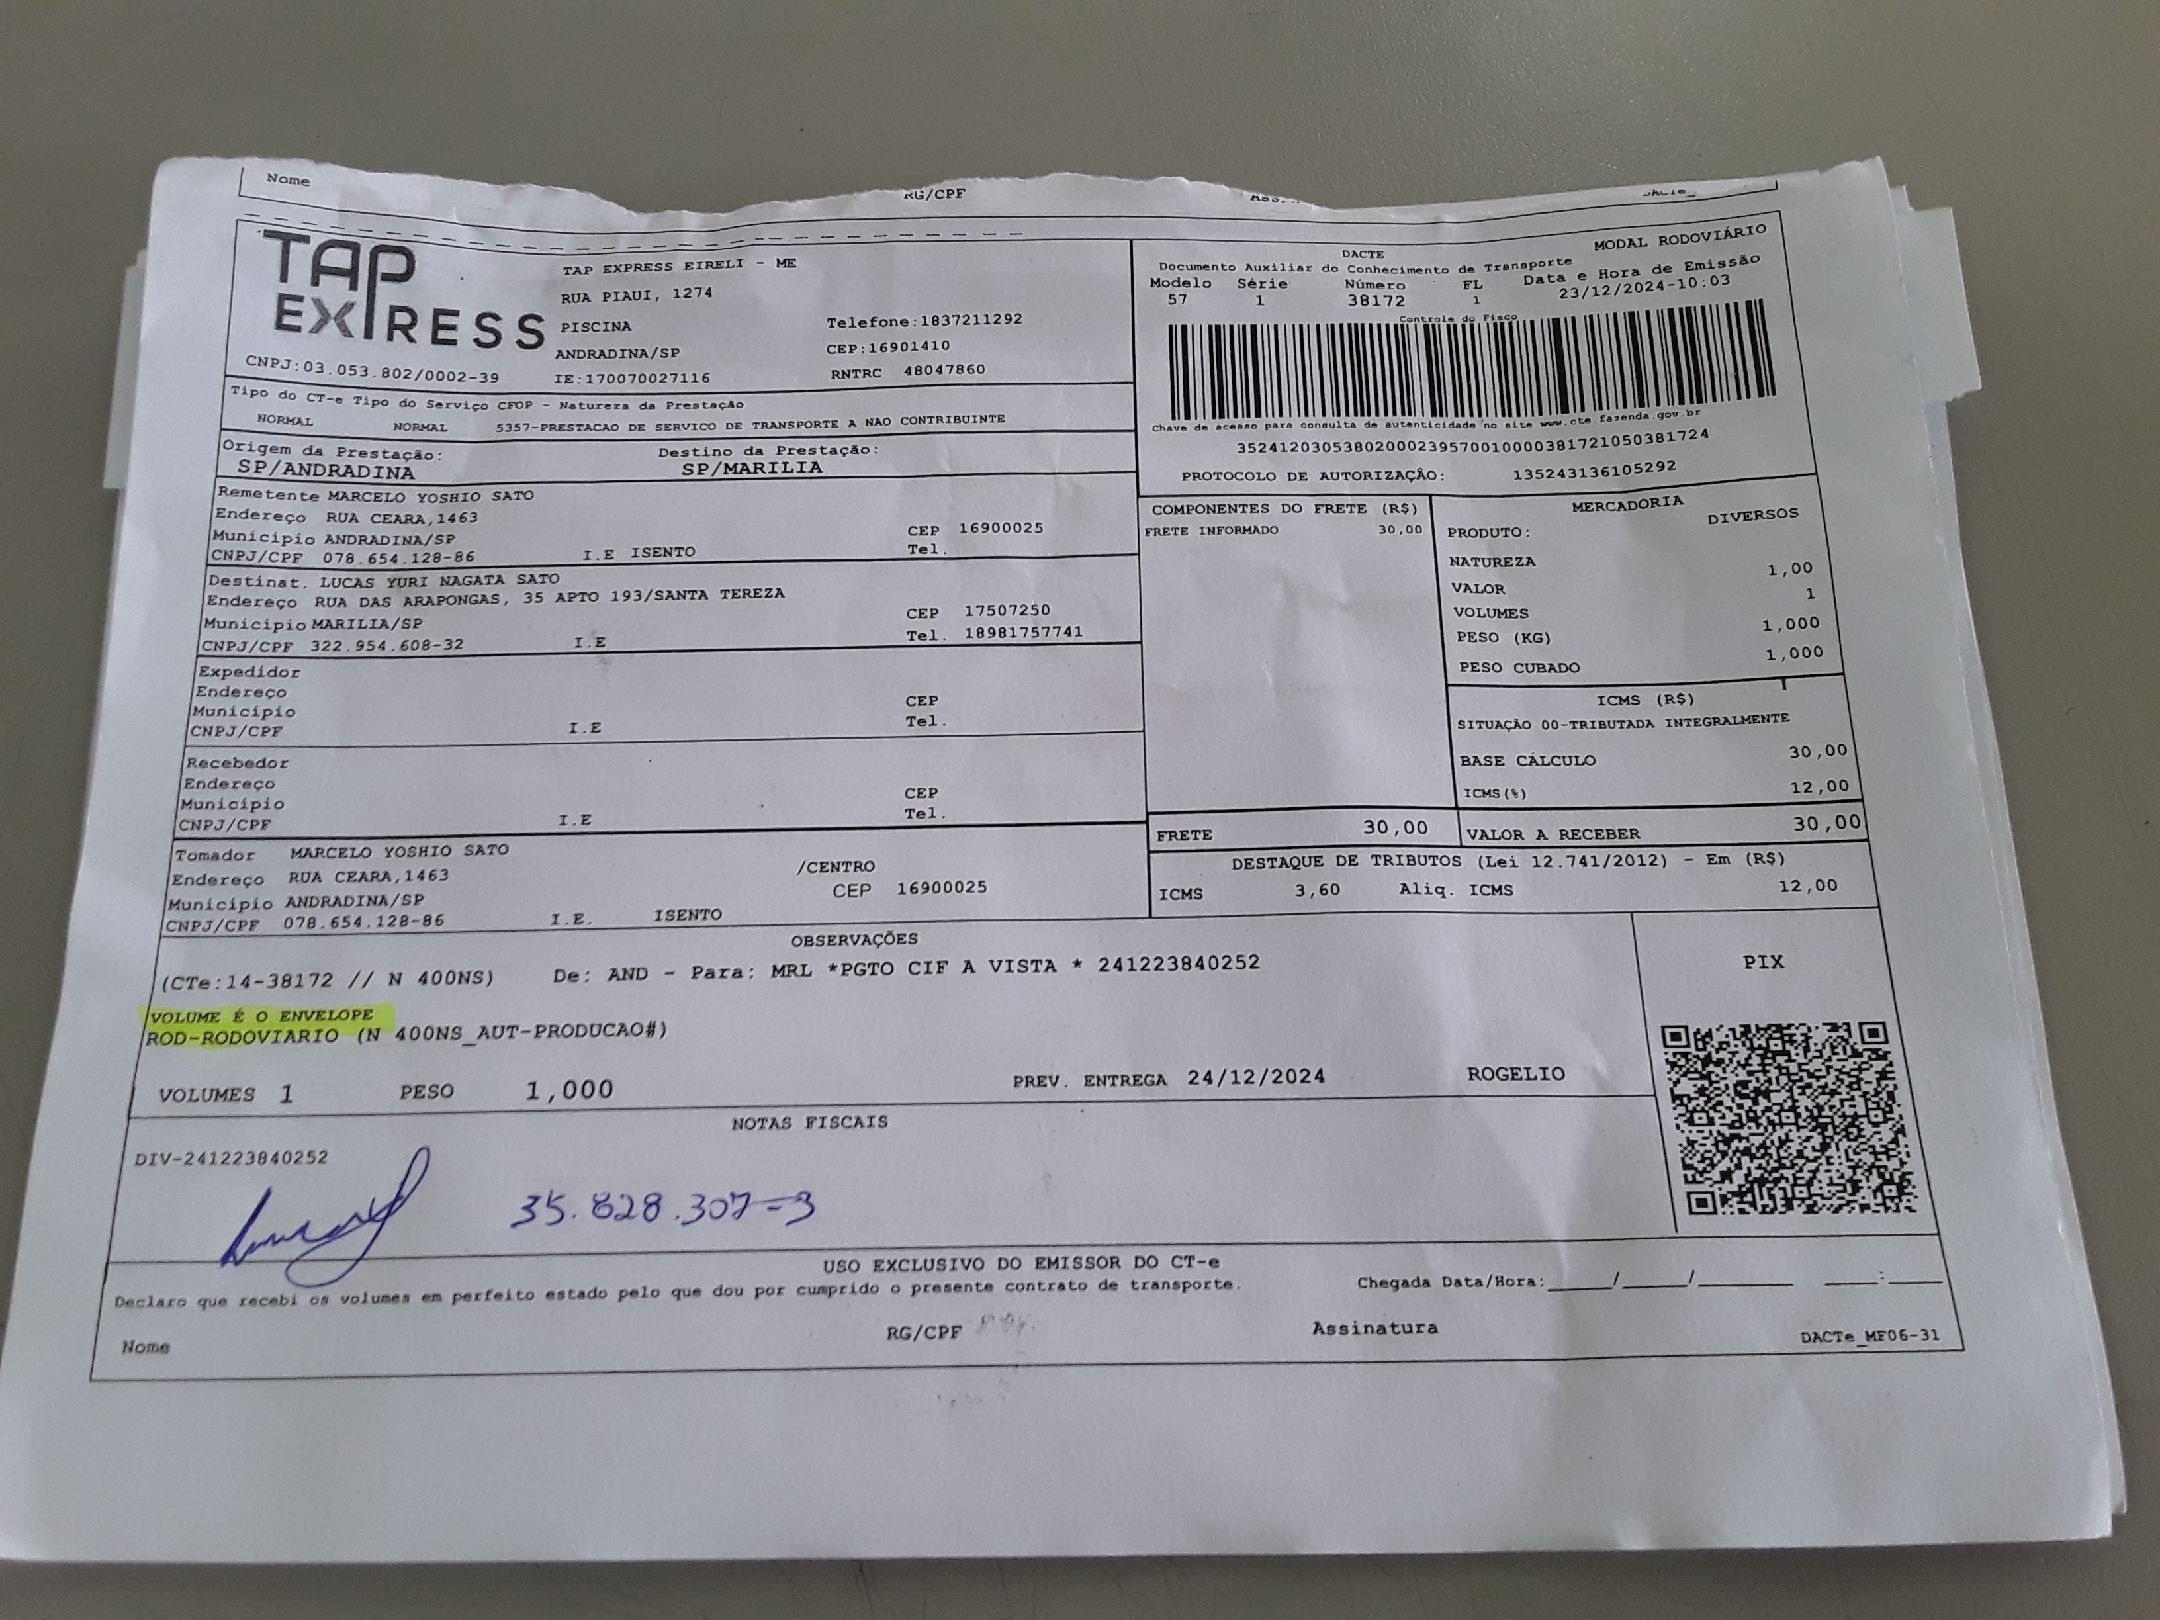 Nome
RG/CPF
TAP EXPRESS
TAP EXPRESS EIRELI - ME
RUA PIAUI, 1274
PISCINA Telefone:1837211292
ANDRADINA/SP CEP:16901410
CNPJ:03.053.802/0002-39 IE:170070027116 RNTRC 48047860
DACTE MODAL RODOVIÁRIO
Documento Auxiliar do Conhecimento de Transporte
Modelo Série Número FL Data e Hora de Emissão
57 1 38172 1 23/12/2024-10:03
Controle do Fisco
Chave de acesso para consulta de autenticidade no site www.cte.fazenda.gov.br
35241203053802000239570010000381721050381724
PROTOCOLO DE AUTORIZAÇÃO: 135243136105292
Tipo do CT-e Tipo do Serviço CFOP - Natureza da Prestação
NORMAL NORMAL 5357-PRESTACAO DE SERVICO DE TRANSPORTE A NAO CONTRIBUINTE
Origem da Prestação: Destino da Prestação:
SP/ANDRADINA SP/MARILIA
Remetente MARCELO YOSHIO SATO
Endereço RUA CEARA,1463
Município ANDRADINA/SP CEP 16900025
CNPJ/CPF 078.654.128-86 I.E ISENTO Tel.
Destinat. LUCAS YURI NAGATA SATO
Endereço RUA DAS ARAPONGAS, 35 APTO 193/SANTA TEREZA
Município MARILIA/SP CEP 17507250
CNPJ/CPF 322.954.608-32 I.E Tel. 18981757741
Expedidor
Endereço
Município CEP
CNPJ/CPF I.E Tel.
Recebedor
Endereço
Município CEP
CNPJ/CPF I.E Tel.
Tomador MARCELO YOSHIO SATO
Endereço RUA CEARA,1463 /CENTRO
Município ANDRADINA/SP CEP 16900025
CNPJ/CPF 078.654.128-86 I.E. ISENTO
COMPONENTES DO FRETE (R$)
FRETE INFORMADO 30,00
MERCADORIA
PRODUTO: DIVERSOS
NATUREZA
VALOR 1,00
VOLUMES 1
PESO (KG) 1,000
PESO CUBADO 1,000
ICMS (R$)
SITUAÇÃO 00-TRIBUTADA INTEGRALMENTE
BASE CÁLCULO 30,00
ICMS(%) 12,00
FRETE 30,00 VALOR A RECEBER 30,00
DESTAQUE DE TRIBUTOS (Lei 12.741/2012) - Em (R$)
ICMS 3,60 Aliq. ICMS 12,00
OBSERVAÇÕES
(CTe:14-38172 // N 400NS) De: AND - Para: MRL *PGTO CIF A VISTA * 241223840252
VOLUME É O ENVELOPE
ROD-RODOVIARIO (N 400NS_AUT-PRODUCAO#)
VOLUMES 1 PESO 1,000 PREV. ENTREGA 24/12/2024 ROGELIO
PIX
NOTAS FISCAIS
DIV-241223840252
35.828.307-3
USO EXCLUSIVO DO EMISSOR DO CT-e
Declaro que recebi os volumes em perfeito estado pelo que dou por cumprido o presente contrato de transporte. Chegada Data/Hora:_____/_____/_______ ____:____
Nome RG/CPF Assinatura DACTe_MF06-31